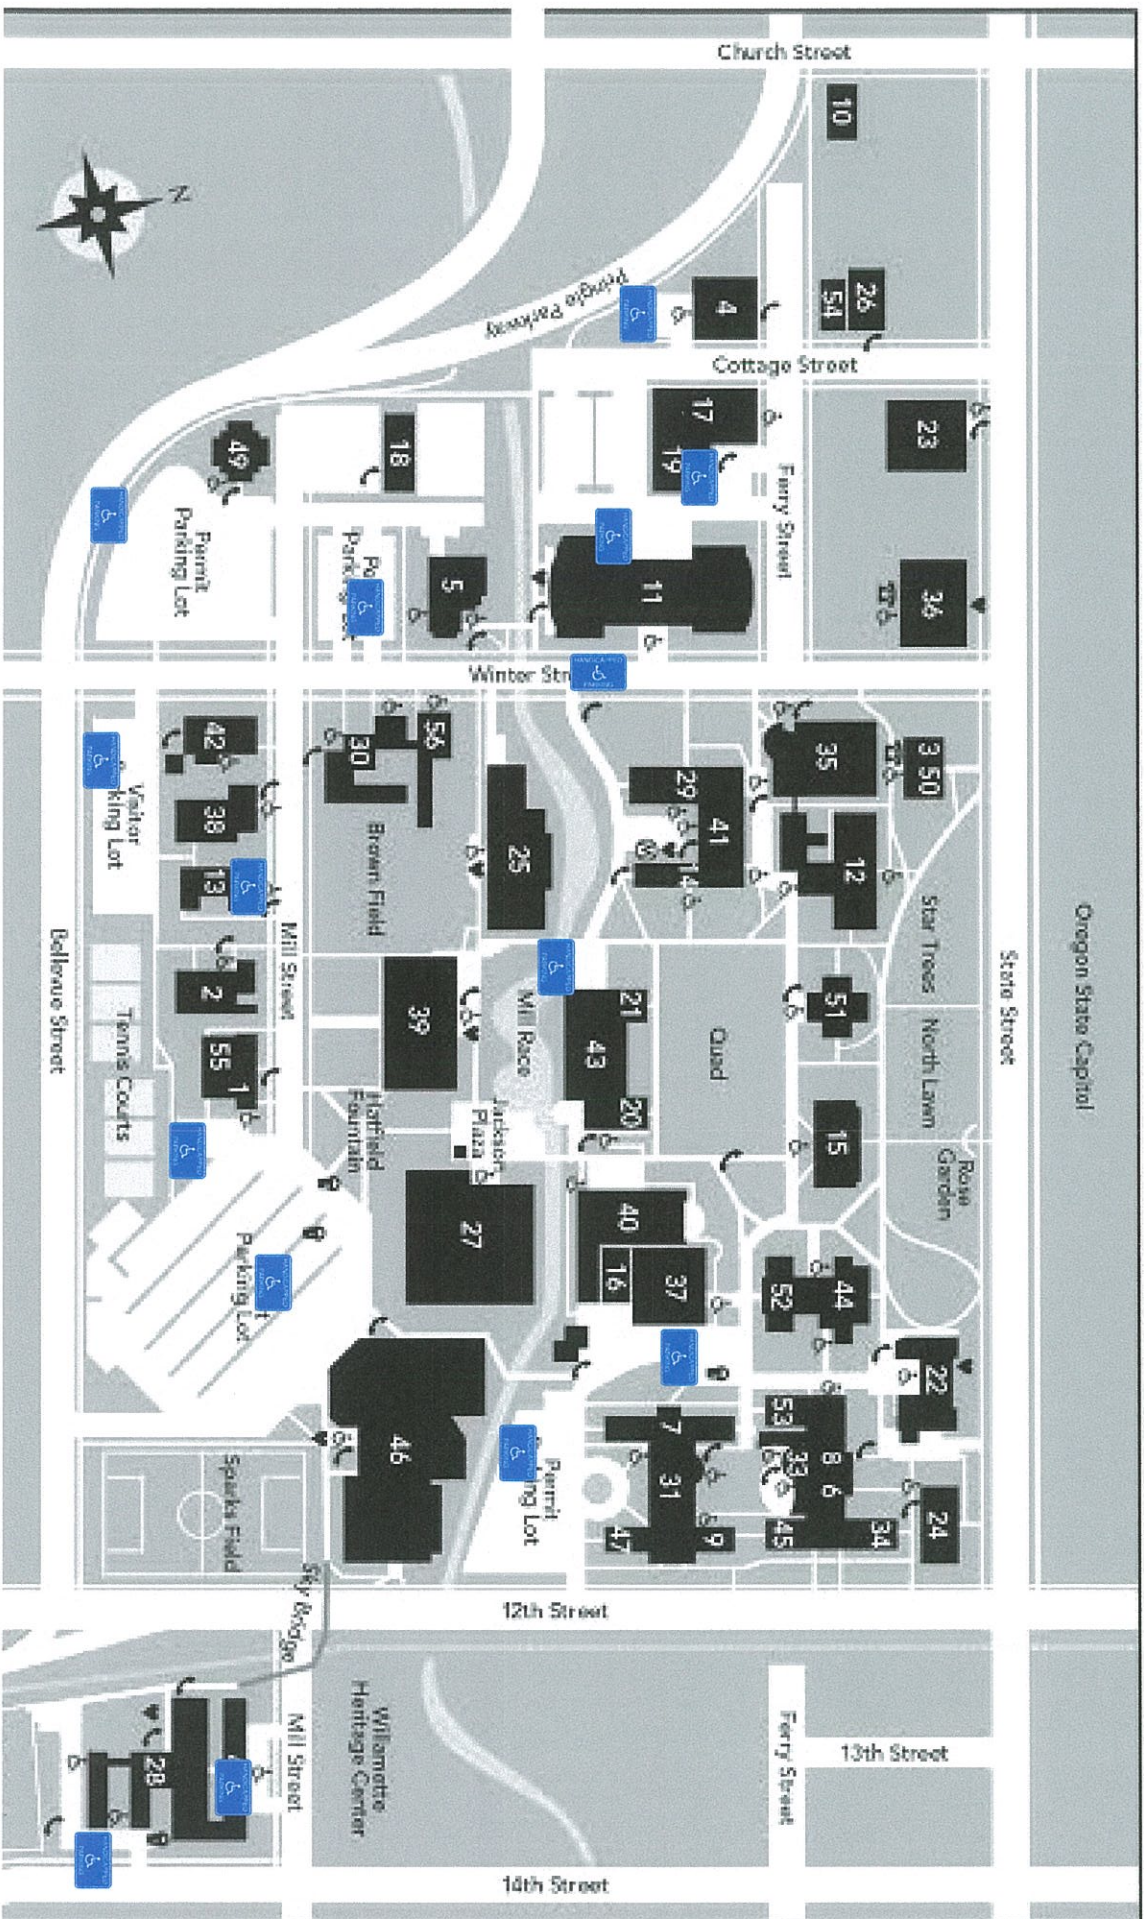 Church Street
10
N
Pringle Parkway
4
26
54
Cottage Street
17
19
23
49
18
Ferry Street
Permit
Parking Lot
5
11
36
Winter
HANDICAPPED
PARKING
42
38
13
Visitor
56
30
Brown Field
25
29
41
14
W
35
3 50
12
Star Trees
North Lawn
State Street
Oregon State Capitol
Mill Street
Bellevue Street
2
55
1
Tennis Courts
39
Mill Race
21
43
20
Quad
51
15
Rose
Garden
Hatfield
Fountain
Jackson
Plaza
27
40
16
37
52
44
22
Parking Lot
46
Sparks Field
Permit
Lot
7
31
47
9
53
8
6
33
45
34
24
12th Street
Sky Bridge
Willamette
Heritage Center
Mill Street
28
Ferry Street
13th Street
14th Street